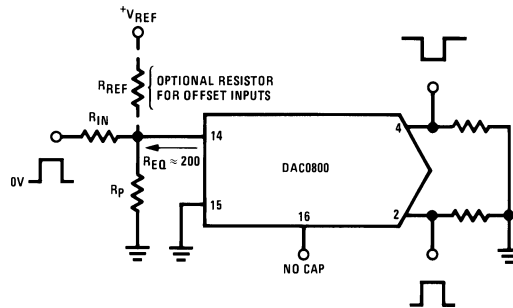 +VREF
RREF
OPTIONAL RESISTOR
FOR OFFSET INPUTS
RIN
0V
REQ ≈ 200
RP
14
15
16
4
2
DAC0800
NO CAP